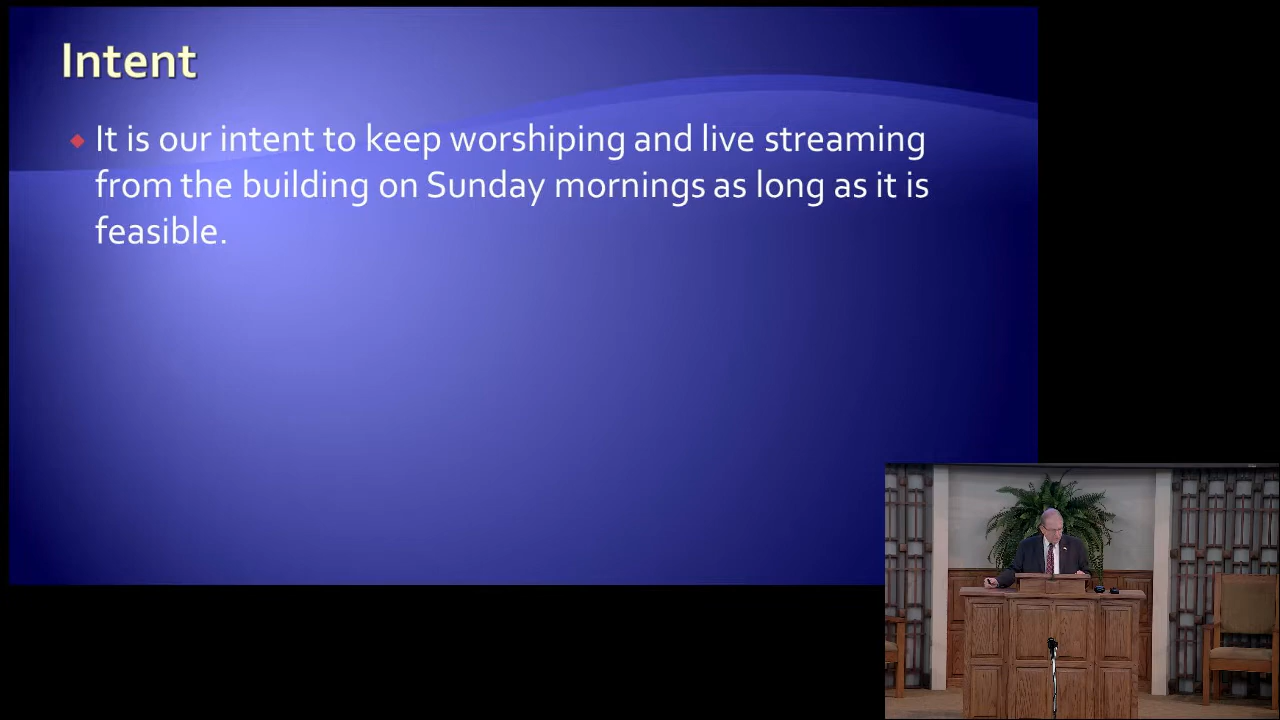 Intent
It is our intent to keep worshiping and live streaming
from the building on Sunday mornings as long as it is
feasible.